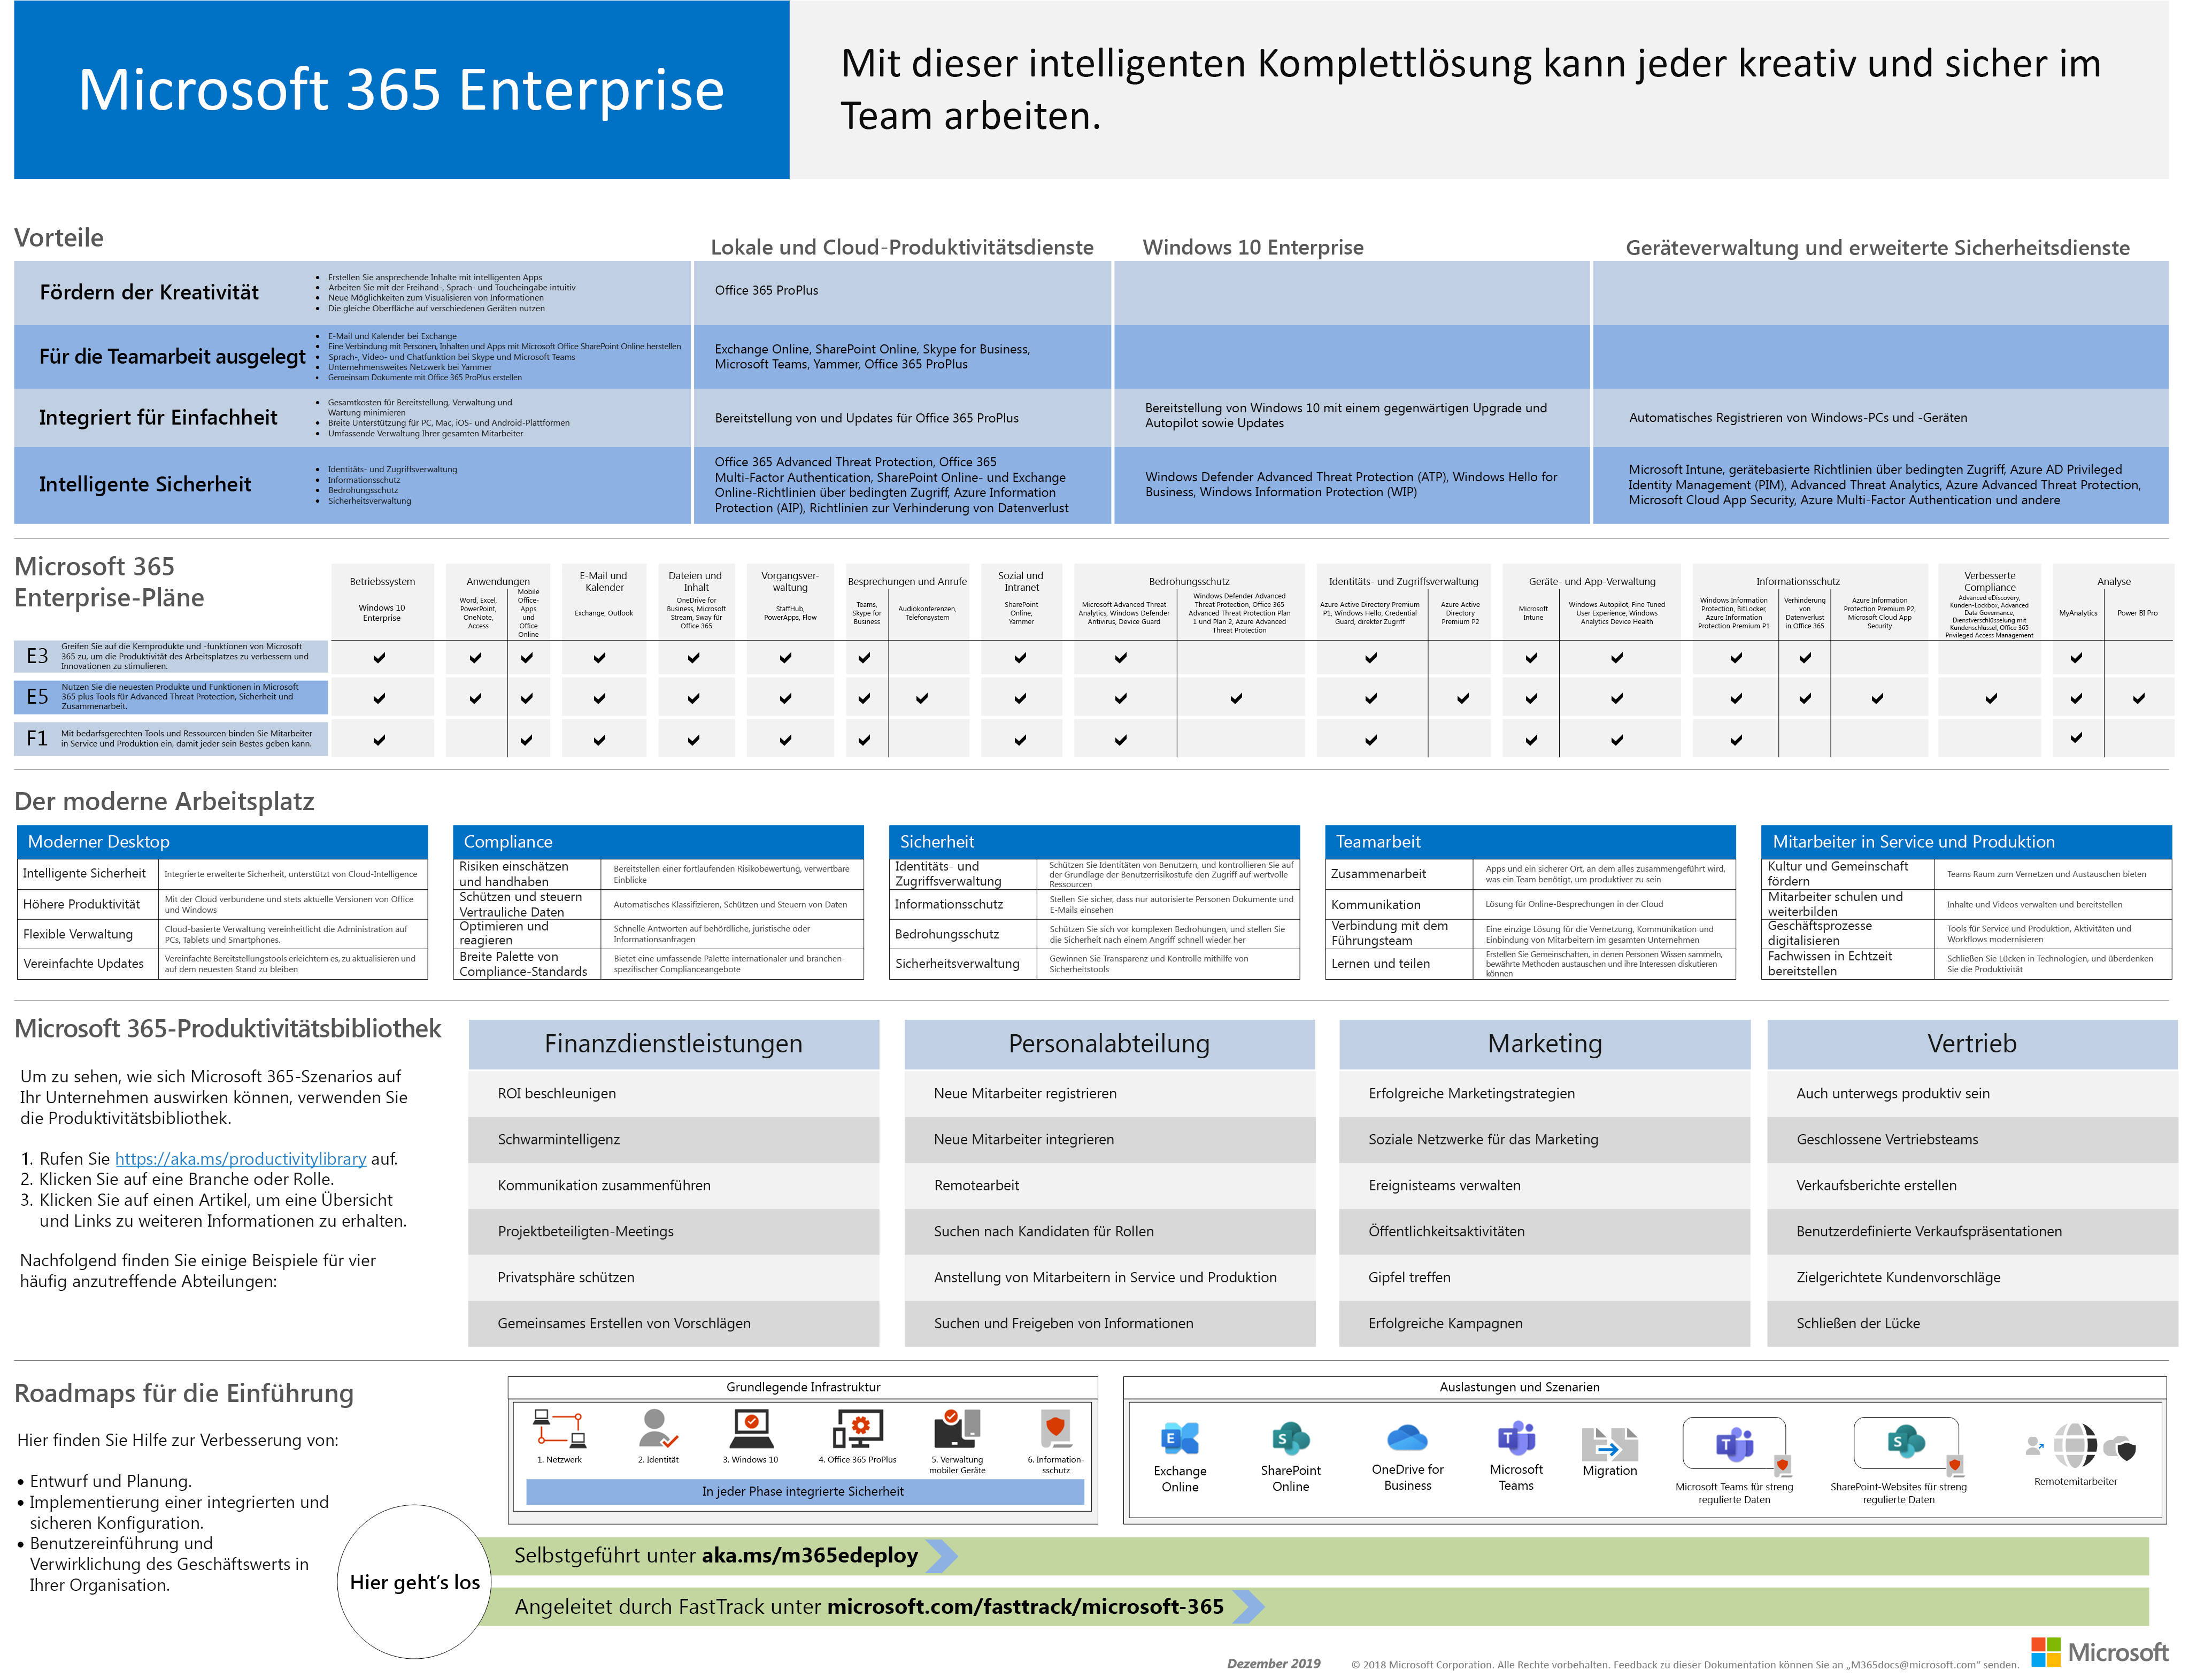 Microsoft 365 Enterprise
Mit dieser intelligenten Komplettlösung kann jeder kreativ und sicher im
Team arbeiten.
Vorteile
Lokale und Cloud-Produktivitätsdienste
Windows 10 Enterprise
Geräteverwaltung und erweiterte Sicherheitsdienste
Fördern der Kreativität
• Erstellen Sie ansprechende Inhalte mit intelligenten Apps
• Arbeiten Sie mit der Freihand-, Sprach- und Toucheingabe intuitiv
• Neue Möglichkeiten zum Visualisieren von Informationen
• Die gleiche Oberfläche auf verschiedenen Geräten nutzen
Office 365 ProPlus
Für die Teamarbeit ausgelegt
• E-Mail und Kalender bei Exchange
• Eine Verbindung mit Personen, Inhalten und Apps mit Microsoft Office SharePoint Online herstellen
• Sprach-, Video- und Chatfunktion bei Skype und Microsoft Teams
• Unternehmensweites Netzwerk bei Yammer
• Gemeinsam Dokumente mit Office 365 ProPlus erstellen
Exchange Online, SharePoint Online, Skype for Business,
Microsoft Teams, Yammer, Office 365 ProPlus
Integriert für Einfachheit
• Gesamtkosten für Bereitstellung, Verwaltung und
Wartung minimieren
• Breite Unterstützung für PC, Mac, iOS- und Android-Plattformen
• Umfassende Verwaltung Ihrer gesamten Mitarbeiter
Bereitstellung von und Updates für Office 365 ProPlus
Bereitstellung von Windows 10 mit einem gegenwärtigen Upgrade und
Autopilot sowie Updates
Automatisches Registrieren von Windows-PCs und -Geräten
Intelligente Sicherheit
• Identitäts- und Zugriffsverwaltung
• Informationsschutz
• Bedrohungsschutz
• Sicherheitsverwaltung
Office 365 Advanced Threat Protection, Office 365
Multi-Factor Authentication, SharePoint Online- und Exchange
Online-Richtlinien über bedingten Zugriff, Azure Information
Protection (AIP), Richtlinien zur Verhinderung von Datenverlust
Windows Defender Advanced Threat Protection (ATP), Windows Hello for
Business, Windows Information Protection (WIP)
Microsoft Intune, gerätebasierte Richtlinien über bedingten Zugriff, Azure AD Privileged
Identity Management (PIM), Advanced Threat Analytics, Azure Advanced Threat Protection,
Microsoft Cloud App Security, Azure Multi-Factor Authentication und andere
Microsoft 365
Enterprise-Pläne
Betriebssystem
Windows 10
Enterprise
Anwendungen
Word, Excel,
PowerPoint,
OneNote,
Access
Mobile
Office-
Apps
und
Office
Online
E-Mail und
Kalender
Exchange, Outlook
Dateien und
Inhalt
OneDrive for
Business, Microsoft
Stream, Sway für
Office 365
Vorgangsver-
waltung
StaffHub,
PowerApps, Flow
Besprechungen und Anrufe
Teams,
Skype for
Business
Audiokonferenzen,
Telefonsystem
Sozial und
Intranet
SharePoint
Online,
Yammer
Bedrohungsschutz
Microsoft Advanced Threat
Analytics, Windows Defender
Antivirus, Device Guard
Windows Defender Advanced
Threat Protection, Office 365
Advanced Threat Protection Plan
1 und Plan 2, Azure Advanced
Threat Protection
Identitäts- und Zugriffsverwaltung
Azure Active Directory Premium
P1, Windows Hello, Credential
Guard, direkter Zugriff
Azure Active
Directory
Premium P2
Geräte- und App-Verwaltung
Microsoft
Intune
Windows Autopilot, Fine Tuned
User Experience, Windows
Analytics Device Health
Informationsschutz
Windows Information
Protection, BitLocker,
Azure Information
Protection Premium P1
Verhinderung
von
Datenverlust
in Office 365
Azure Information
Protection Premium P2,
Microsoft Cloud App
Security
Verbesserte
Compliance
Advanced eDiscovery,
Kunden-Lockbox, Advanced
Data Governance,
Dienstverschlüsselung mit
Kundenschlüssel, Office 365
Privileged Access Management
Analyse
MyAnalytics
Power BI Pro
E3
Greifen Sie auf die Kernprodukte und -funktionen von Microsoft
365 zu, um die Produktivität des Arbeitsplatzes zu verbessern und
Innovationen zu stimulieren.
E5
Nutzen Sie die neuesten Produkte und Funktionen in Microsoft
365 plus Tools für Advanced Threat Protection, Sicherheit und
Zusammenarbeit.
F1
Mit bedarfsgerechten Tools und Ressourcen binden Sie Mitarbeiter
in Service und Produktion ein, damit jeder sein Bestes geben kann.
Der moderne Arbeitsplatz
Moderner Desktop
Intelligente Sicherheit
Integrierte erweiterte Sicherheit, unterstützt von Cloud-Intelligence
Höhere Produktivität
Mit der Cloud verbundene und stets aktuelle Versionen von Office
und Windows
Flexible Verwaltung
Cloud-basierte Verwaltung vereinheitlicht die Administration auf
PCs, Tablets und Smartphones.
Vereinfachte Updates
Vereinfachte Bereitstellungstools erleichtern es, zu aktualisieren und
auf dem neuesten Stand zu bleiben
Compliance
Risiken einschätzen
und handhaben
Bereitstellen einer fortlaufenden Risikobewertung, verwertbare
Einblicke
Schützen und steuern
Vertrauliche Daten
Automatisches Klassifizieren, Schützen und Steuern von Daten
Optimieren und
reagieren
Schnelle Antworten auf behördliche, juristische oder
Informationsanfragen
Breite Palette von
Compliance-Standards
Bietet eine umfassende Palette internationaler und branchen-
spezifischer Complianceangebote
Sicherheit
Identitäts- und
Zugriffsverwaltung
Schützen Sie Identitäten von Benutzern, und kontrollieren Sie auf
der Grundlage der Benutzerrisikostufe den Zugriff auf wertvolle
Ressourcen
Informationsschutz
Stellen Sie sicher, dass nur autorisierte Personen Dokumente und
E-Mails einsehen
Bedrohungsschutz
Schützen Sie sich vor komplexen Bedrohungen, und stellen Sie
die Sicherheit nach einem Angriff schnell wieder her
Sicherheitsverwaltung
Gewinnen Sie Transparenz und Kontrolle mithilfe von
Sicherheitstools
Teamarbeit
Zusammenarbeit
Apps und ein sicherer Ort, an dem alles zusammengeführt wird,
was ein Team benötigt, um produktiver zu sein
Kommunikation
Lösung für Online-Besprechungen in der Cloud
Verbindung mit dem
Führungsteam
Eine einzige Lösung für die Vernetzung, Kommunikation und
Einbindung von Mitarbeitern im gesamten Unternehmen
Lernen und teilen
Erstellen Sie Gemeinschaften, in denen Personen Wissen sammeln,
bewährte Methoden austauschen und ihre Interessen diskutieren
können
Mitarbeiter in Service und Produktion
Kultur und Gemeinschaft
fördern
Teams Raum zum Vernetzen und Austauschen bieten
Mitarbeiter schulen und
weiterbilden
Inhalte und Videos verwalten und bereitstellen
Geschäftsprozesse
digitalisieren
Tools für Service und Produktion, Aktivitäten und
Workflows modernisieren
Fachwissen in Echtzeit
bereitstellen
Schließen Sie Lücken in Technologien, und überdenken
Sie die Produktivität
Microsoft 365-Produktivitätsbibliothek
Um zu sehen, wie sich Microsoft 365-Szenarios auf
Ihr Unternehmen auswirken können, verwenden Sie
die Produktivitätsbibliothek.
1. Rufen Sie https://aka.ms/productivitylibrary auf.
2. Klicken Sie auf eine Branche oder Rolle.
3. Klicken Sie auf einen Artikel, um eine Übersicht
und Links zu weiteren Informationen zu erhalten.
Nachfolgend finden Sie einige Beispiele für vier
häufig anzutreffende Abteilungen:
Finanzdienstleistungen
ROI beschleunigen
Schwarmintelligenz
Kommunikation zusammenführen
Projektbeteiligten-Meetings
Privatsphäre schützen
Gemeinsames Erstellen von Vorschlägen
Personalabteilung
Neue Mitarbeiter registrieren
Neue Mitarbeiter integrieren
Remotearbeit
Suchen nach Kandidaten für Rollen
Anstellung von Mitarbeitern in Service und Produktion
Suchen und Freigeben von Informationen
Marketing
Erfolgreiche Marketingstrategien
Soziale Netzwerke für das Marketing
Ereignisteams verwalten
Öffentlichkeitsaktivitäten
Gipfel treffen
Erfolgreiche Kampagnen
Vertrieb
Auch unterwegs produktiv sein
Geschlossene Vertriebsteams
Verkaufsberichte erstellen
Benutzerdefinierte Verkaufspräsentationen
Zielgerichtete Kundenvorschläge
Schließen der Lücke
Roadmaps für die Einführung
Hier finden Sie Hilfe zur Verbesserung von:
• Entwurf und Planung.
• Implementierung einer integrierten und
sicheren Konfiguration.
• Benutzereinführung und
Verwirklichung des Geschäftswerts in
Ihrer Organisation.
Grundlegende Infrastruktur
1. Netzwerk
2. Identität
3. Windows 10
4. Office 365 ProPlus
5. Verwaltung
mobiler Geräte
6. Information-
sschutz
In jeder Phase integrierte Sicherheit
Auslastungen und Szenarien
Exchange
Online
SharePoint
Online
OneDrive for
Business
Microsoft
Teams
Migration
Microsoft Teams für streng
regulierte Daten
SharePoint-Websites für streng
regulierte Daten
Remotemitarbeiter
Hier geht’s los
Selbstgeführt unter aka.ms/m365edeploy
Angeleitet durch FastTrack unter microsoft.com/fasttrack/microsoft-365
Dezember 2019
© 2018 Microsoft Corporation. Alle Rechte vorbehalten. Feedback zu dieser Dokumentation können Sie an „M365docs@microsoft.com“ senden.
Microsoft